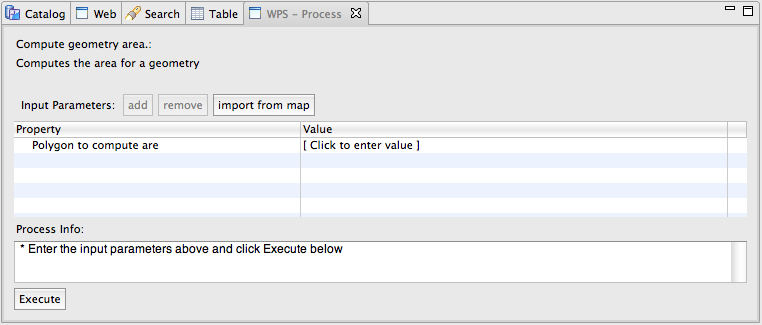 Catalog Web Search Table WPS – Process
Compute geometry area.:
Computes the area for a geometry
Input Parameters: add remove import from map
Property Value
Polygon to compute are [ Click to enter value ]
Process Info:
* Enter the input parameters above and click Execute below
Execute